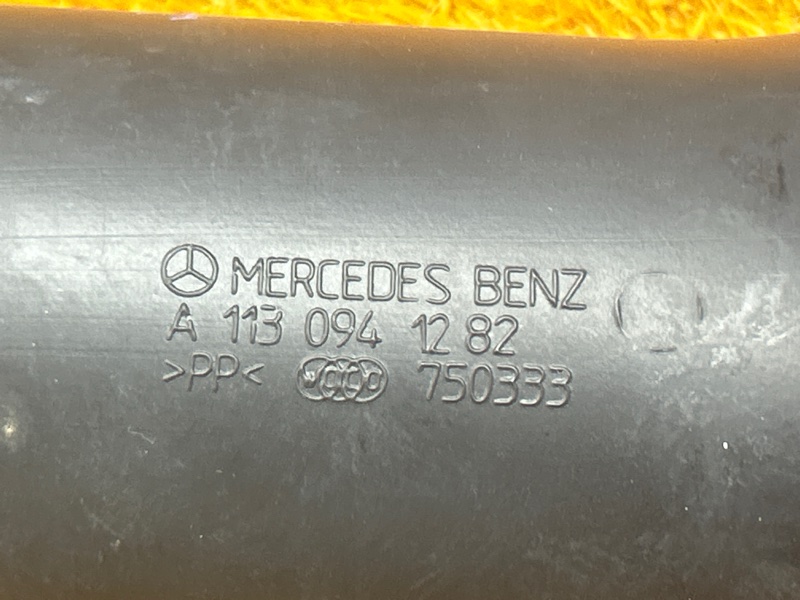 MERCEDES BENZ
A 113 094 12 82
>PP< 750333